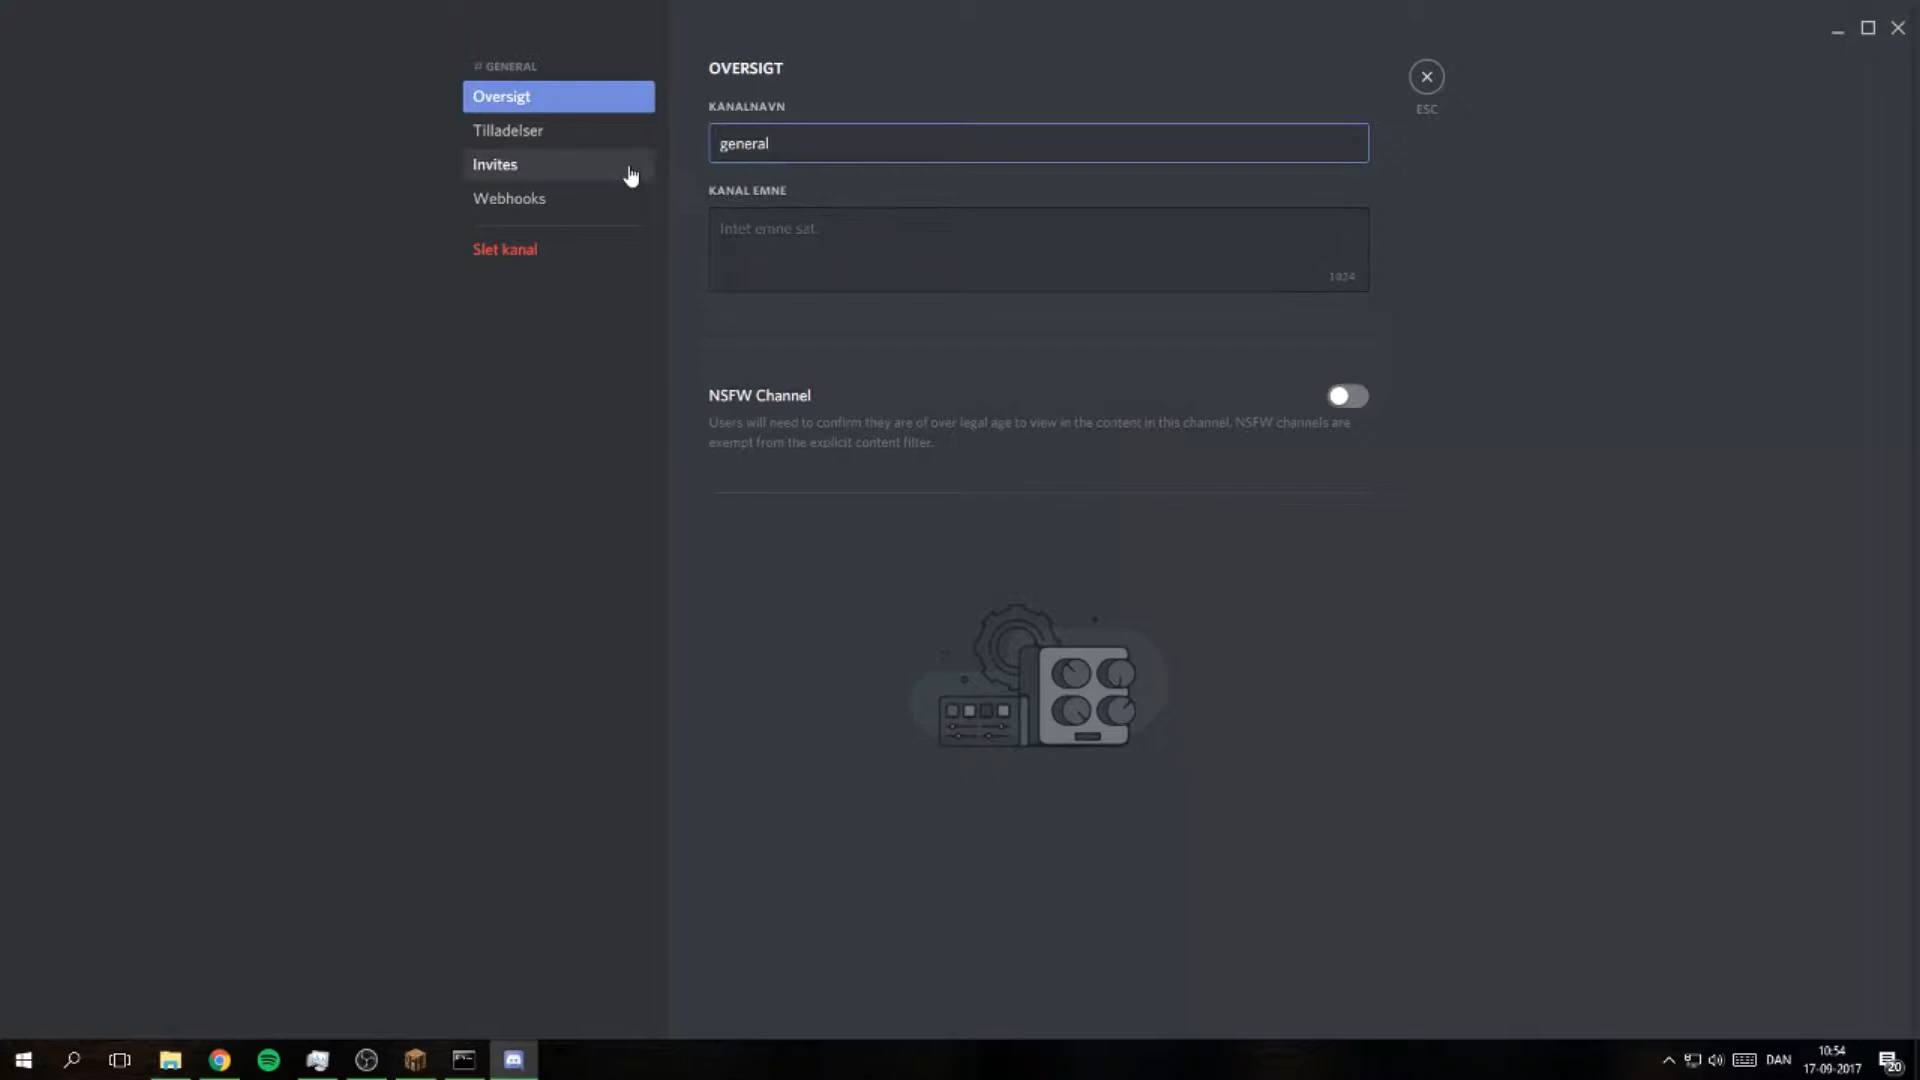 # GENERAL
Oversigt
Tilladelser
Invites
Webhooks
Slet kanal
OVERSIGT
KANALNAVN
general
KANAL EMNE
Intet emne sat.
1024
NSFW Channel
Users will need to confirm they are of over legal age to view in the content in this channel. NSFW channels are
exempt from the explicit content filter.
ESC
DAN
10:54
17-09-2017
20